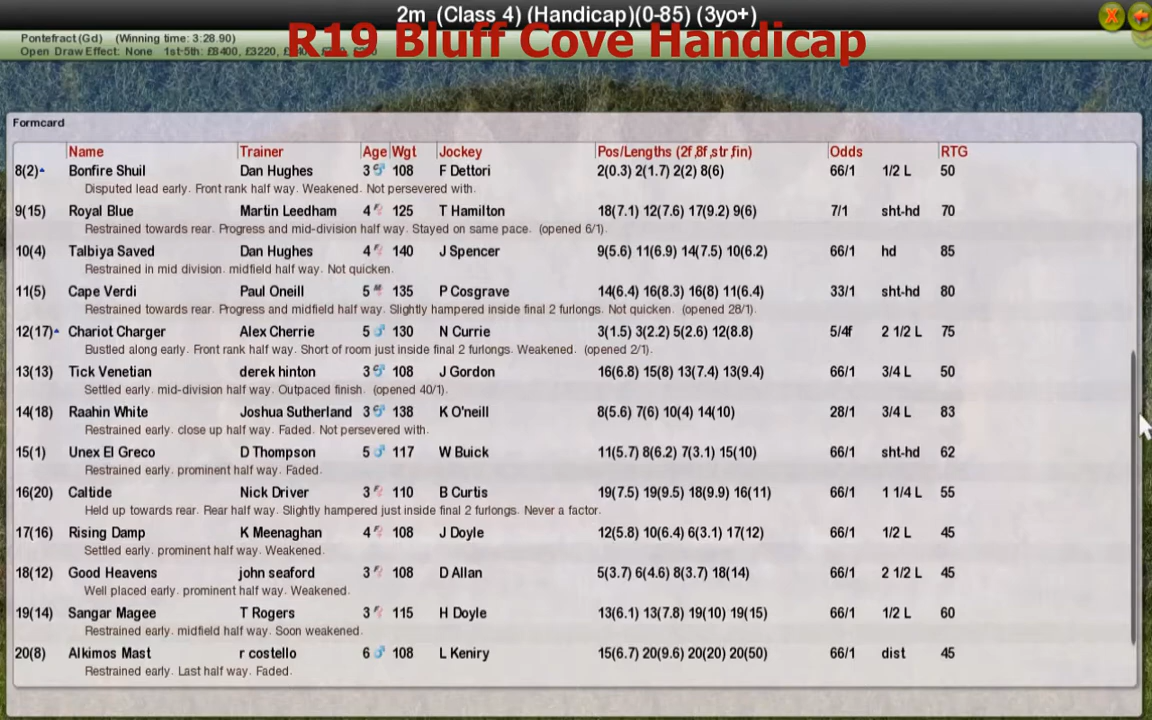 2m (Class 4) (Handicap)(0-85) (3yo+)
R19 Bluff Cove Handicap
Pontefract(Gd) (Winning time: 3:28.90)
Open Draw Effect: None 1st-5th: £8400, £3220,
Formcard
Name Trainer Age Wgt Jockey Pos/Lengths (2f,8f,str,fin) Odds RTG
8(2) Bonfire Shuil Dan Hughes 3 108 F Dettori 2(0.3) 2(1.7) 2(2) 8(6) 66/1 1/2 L 50
Disputed lead early. Front rank half way. Weakened. Not persevered with.
9(15) Royal Blue Martin Leedham 4 125 T Hamilton 18(7.1) 12(7.6) 17(9.2) 9(6) 7/1 sht-hd 70
Restrained towards rear. Progress and mid-division half way. Stayed on same pace. (opened 6/1).
10(4) Talbiya Saved Dan Hughes 4 140 J Spencer 9(5.6) 11(6.9) 14(7.5) 10(6.2) 66/1 hd 85
Restrained in mid division. midfield half way. Not quicken.
11(5) Cape Verdi Paul Oneill 5 135 P Cosgrave 14(6.4) 16(8.3) 16(8) 11(6.4) 33/1 sht-hd 80
Restrained towards rear. Progress and midfield half way. Slightly hampered inside final 2 furlongs. Not quicken. (opened 28/1).
12(17) Chariot Charger Alex Cherrie 5 130 N Currie 3(1.5) 3(2.2) 5(2.6) 12(8.8) 5/4f 2 1/2 L 75
Bustled along early. Front rank half way. Short of room just inside final 2 furlongs. Weakened. (opened 2/1).
13(13) Tick Venetian derek hinton 3 108 J Gordon 16(6.8) 15(8) 13(7.4) 13(9.4) 66/1 3/4 L 50
Settled early. mid-division half way. Outpaced finish. (opened 40/1).
14(18) Raahin White Joshua Sutherland 3 138 K O'neill 8(5.6) 7(6) 10(4) 14(10) 28/1 3/4 L 83
Restrained early. close up half way. Faded. Not persevered with.
15(1) Unex El Greco D Thompson 5 117 W Buick 11(5.7) 8(6.2) 7(3.1) 15(10) 66/1 sht-hd 62
Restrained early. prominent half way. Faded.
16(20) Caltide Nick Driver 3 110 B Curtis 19(7.5) 19(9.5) 18(9.9) 16(11) 66/1 1 1/4 L 55
Held up towards rear. Rear half way. Slightly hampered just inside final 2 furlongs. Never a factor.
17(16) Rising Damp K Meenaghan 4 108 J Doyle 12(5.8) 10(6.4) 6(3.1) 17(12) 66/1 1/2 L 45
Settled early. prominent half way. Weakened.
18(12) Good Heavens john seaford 3 108 D Allan 5(3.7) 6(4.6) 8(3.7) 18(14) 66/1 2 1/2 L 45
Well placed early. prominent half way. Weakened.
19(14) Sangar Magee T Rogers 3 115 H Doyle 13(6.1) 13(7.8) 19(10) 19(15) 66/1 1/2 L 60
Restrained early. midfield half way. Soon weakened.
20(8) Alkimos Mast r costello 6 108 L Keniry 15(6.7) 20(9.6) 20(20) 20(50) 66/1 dist 45
Restrained early. Last half way. Faded.